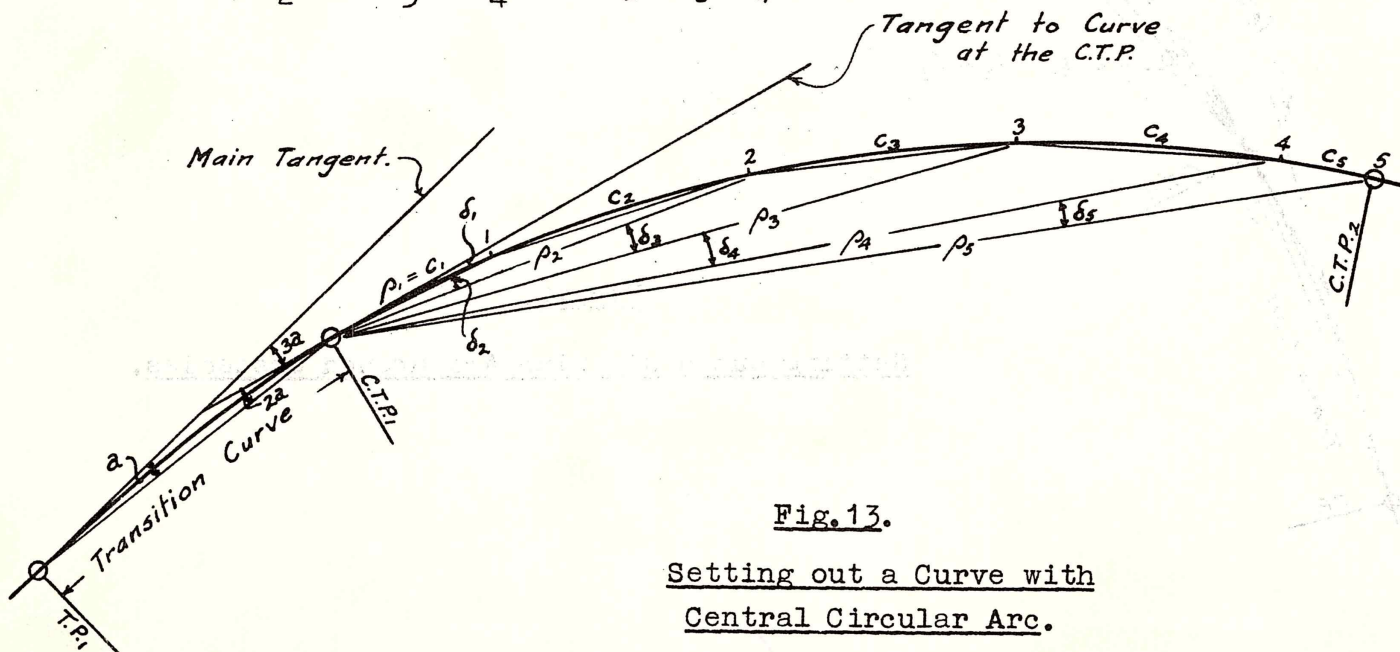 Tangent to Curve
at the C.T.P.
Main Tangent.
δ₁
1
2
3
4
5
c₂
c₃
c₄
c₅
ρ₁ = c₁
ρ₂
ρ₃
ρ₄
ρ₅
δ₂
δ₃
δ₄
δ₅
3a
2a
a
Transition Curve
C.T.P.₁
C.T.P.₂
T.P.₁
Fig.13.
Setting out a Curve with
Central Circular Arc.